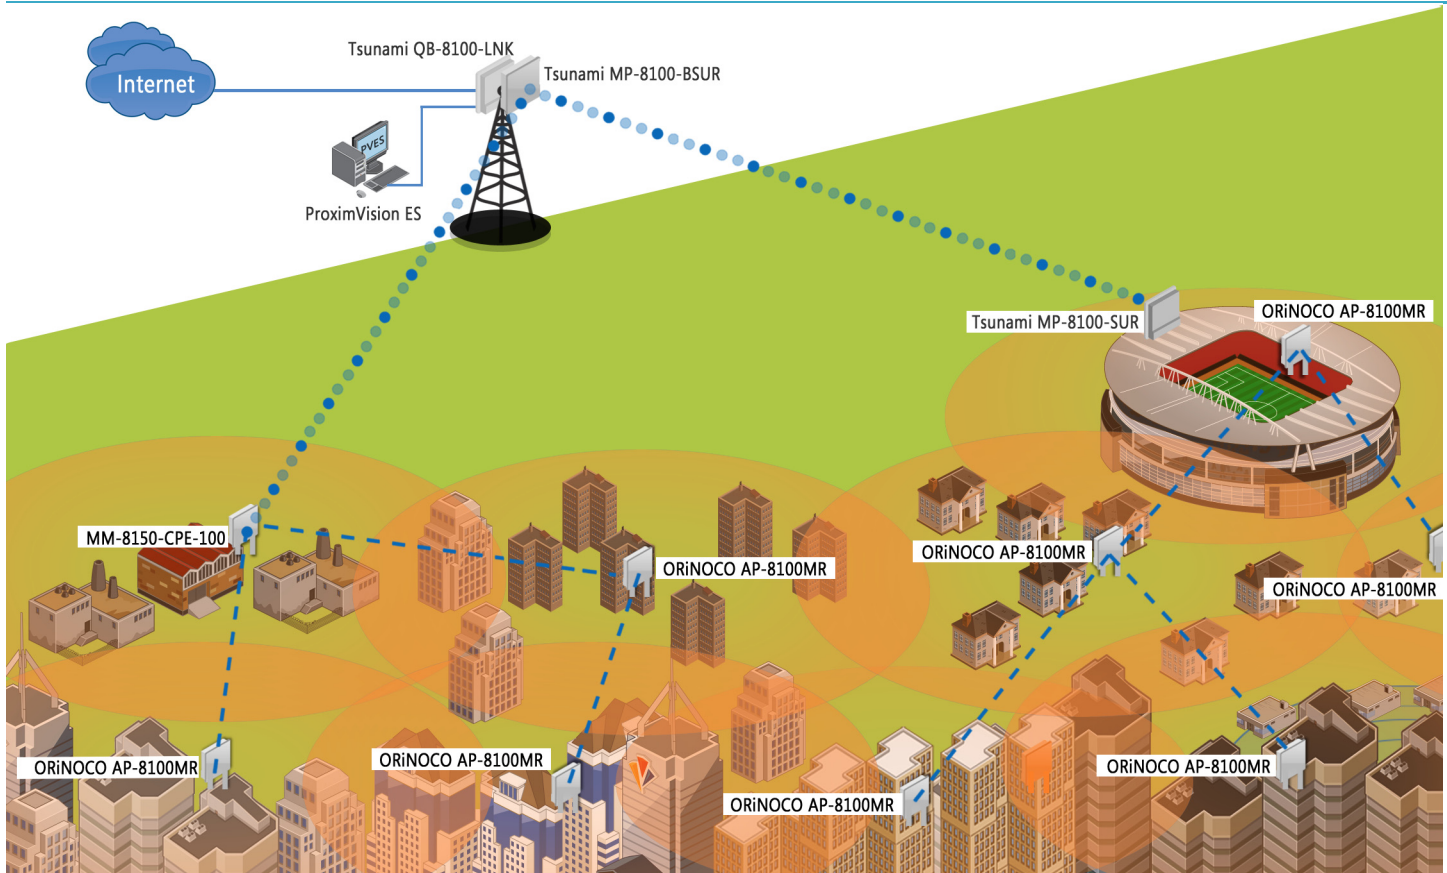 Tsunami QB-8100-LNK
Internet
Tsunami MP-8100-BSUR
PVES
ProximVision ES
Tsunami MP-8100-SUR
ORiNOCO AP-8100MR
MM-8150-CPE-100
ORiNOCO AP-8100MR
ORiNOCO AP-8100MR
ORiNOCO AP-8100MR
ORiNOCO AP-8100MR
ORiNOCO AP-8100MR
ORiNOCO AP-8100MR
ORiNOCO AP-8100MR